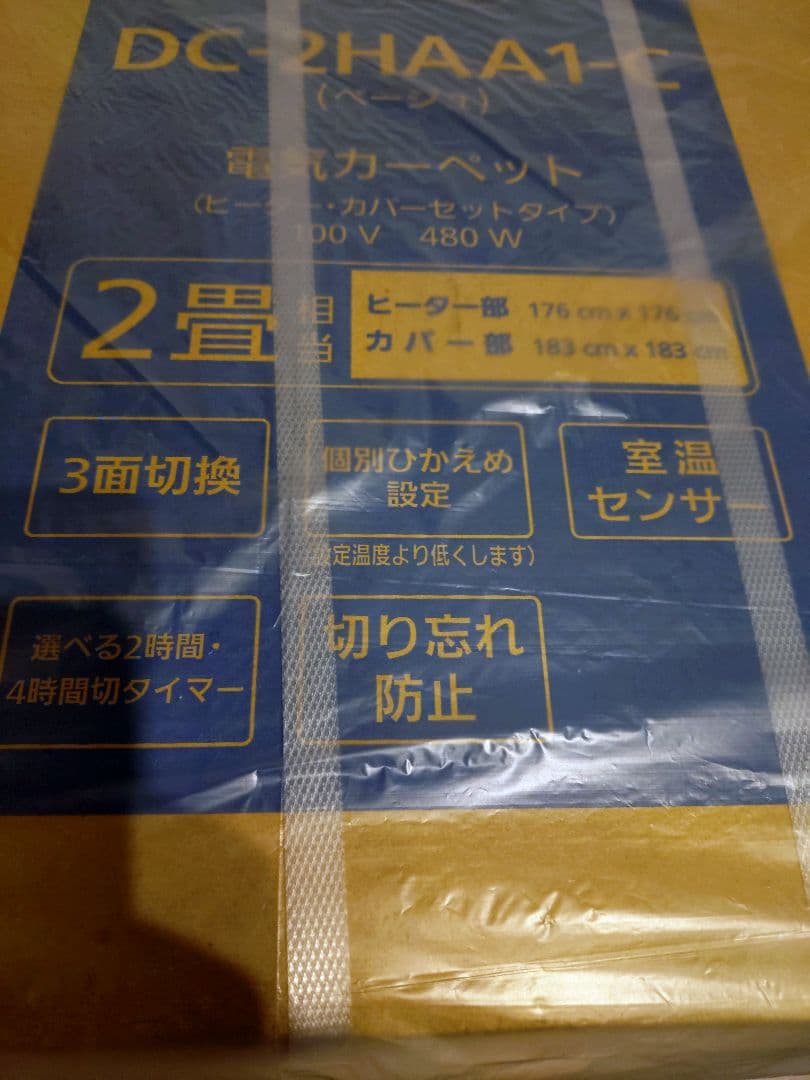 DC-2HAA1-C
(ベージュ)
電気カーペット
(ヒーター・カバーセットタイプ)
100 V 480 W
2畳相当
ヒーター部 176 cm x 176 cm
カバー部 183 cm x 183 cm
3面切換
個別ひかえめ
設定
(設定温度より低くします)
室温
センサー
選べる2時間・
4時間切タイマー
切り忘れ
防止